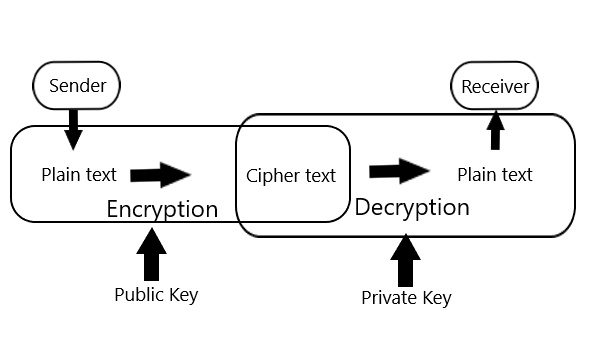 Sender
Receiver
Plain text
Cipher text
Plain text
Encryption
Decryption
Public Key
Private Key